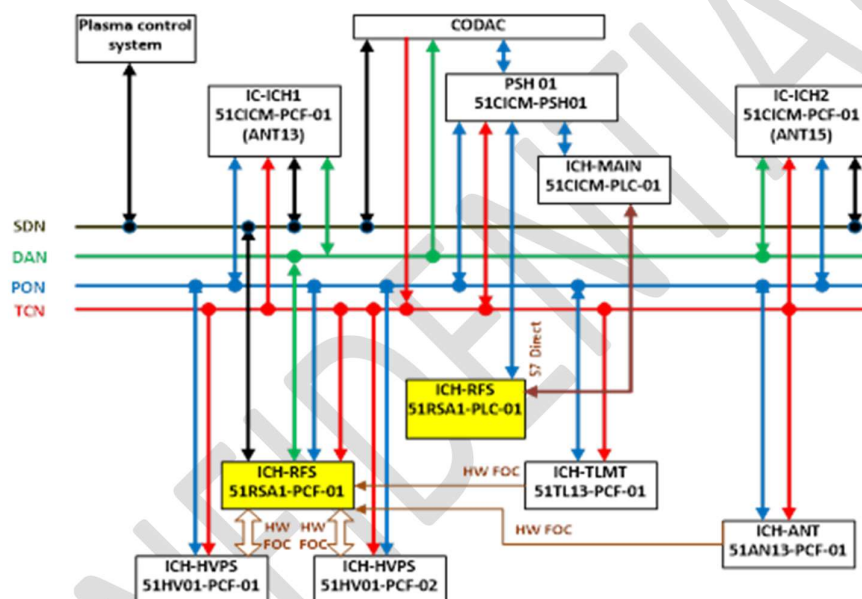 Plasma control
system
CODAC
IC-ICH1
51CICM-PCF-01
(ANT13)
PSH 01
51CICM-PSH01
IC-ICH2
51CICM-PCF-01
(ANT15)
ICH-MAIN
51CICM-PLC-01
SDN
DAN
PON
TCN
S7 Direct
ICH-RFS
51RSA1-PLC-01
ICH-RFS
51RSA1-PCF-01
HW FOC
ICH-TLMT
51TL13-PCF-01
HW
FOC
HW
FOC
HW FOC
ICH-ANT
51AN13-PCF-01
ICH-HVPS
51HV01-PCF-01
ICH-HVPS
51HV01-PCF-02